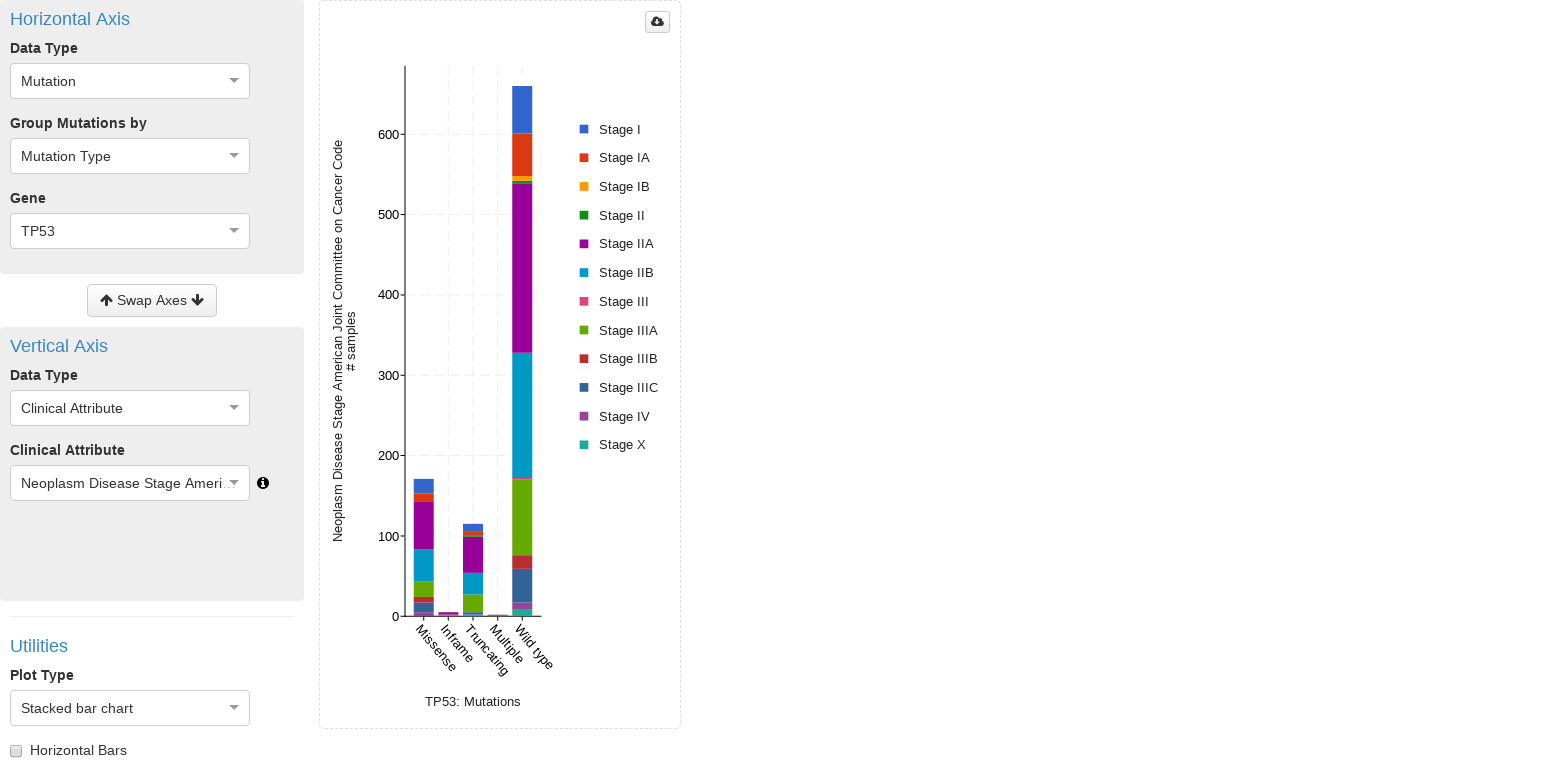 Horizontal Axis
Data Type
Mutation
Group Mutations by
Mutation Type
Gene
TP53
Swap Axes
Vertical Axis
Data Type
Clinical Attribute
Clinical Attribute
Neoplasm Disease Stage Ameri...
Utilities
Plot Type
Stacked bar chart
Horizontal Bars
Neoplasm Disease Stage American Joint Committee on Cancer Code
# samples
600
500
400
300
200
100
0
Missense
Inframe
Truncating
Multiple
Wild type
TP53: Mutations
Stage I
Stage IA
Stage IB
Stage II
Stage IIA
Stage IIB
Stage III
Stage IIIA
Stage IIIB
Stage IIIC
Stage IV
Stage X